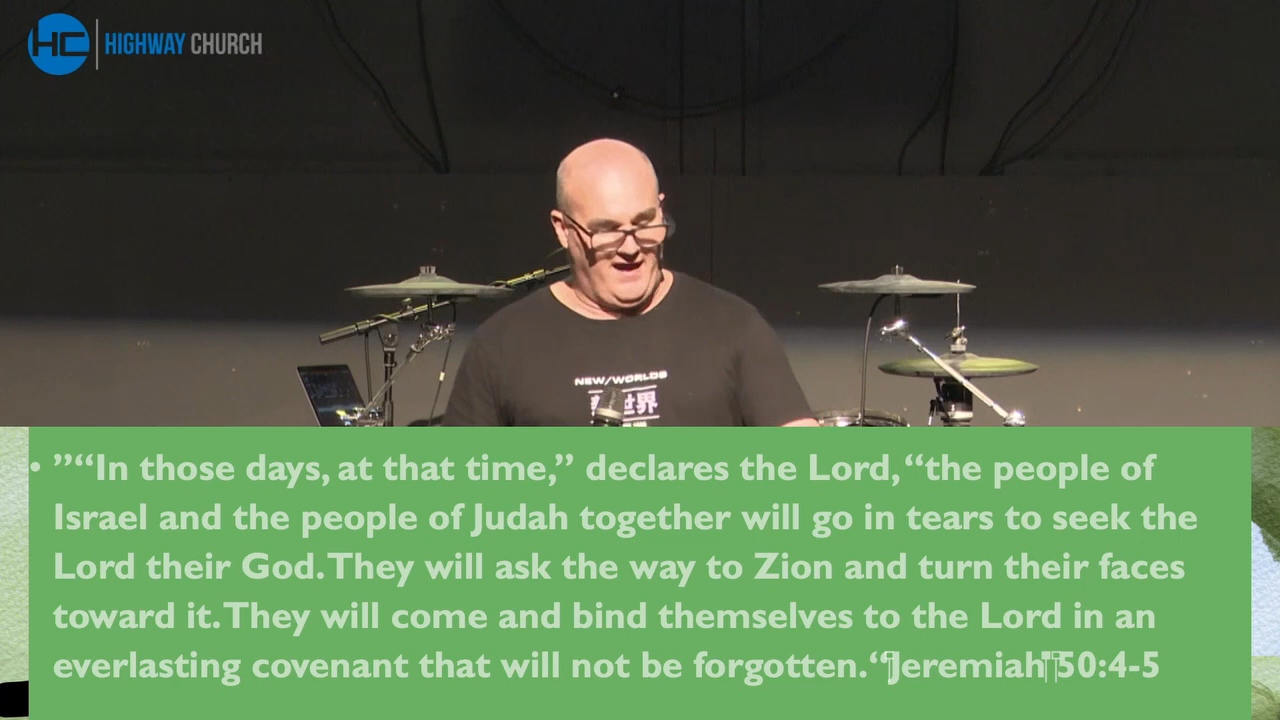 HC HIGHWAY CHURCH
NEW/WORLDS
世界
• ”“In those days, at that time,” declares the Lord, “the people of
Israel and the people of Judah together will go in tears to seek the
Lord their God. They will ask the way to Zion and turn their faces
toward it. They will come and bind themselves to the Lord in an
everlasting covenant that will not be forgotten.“ Jeremiah 50:4-5